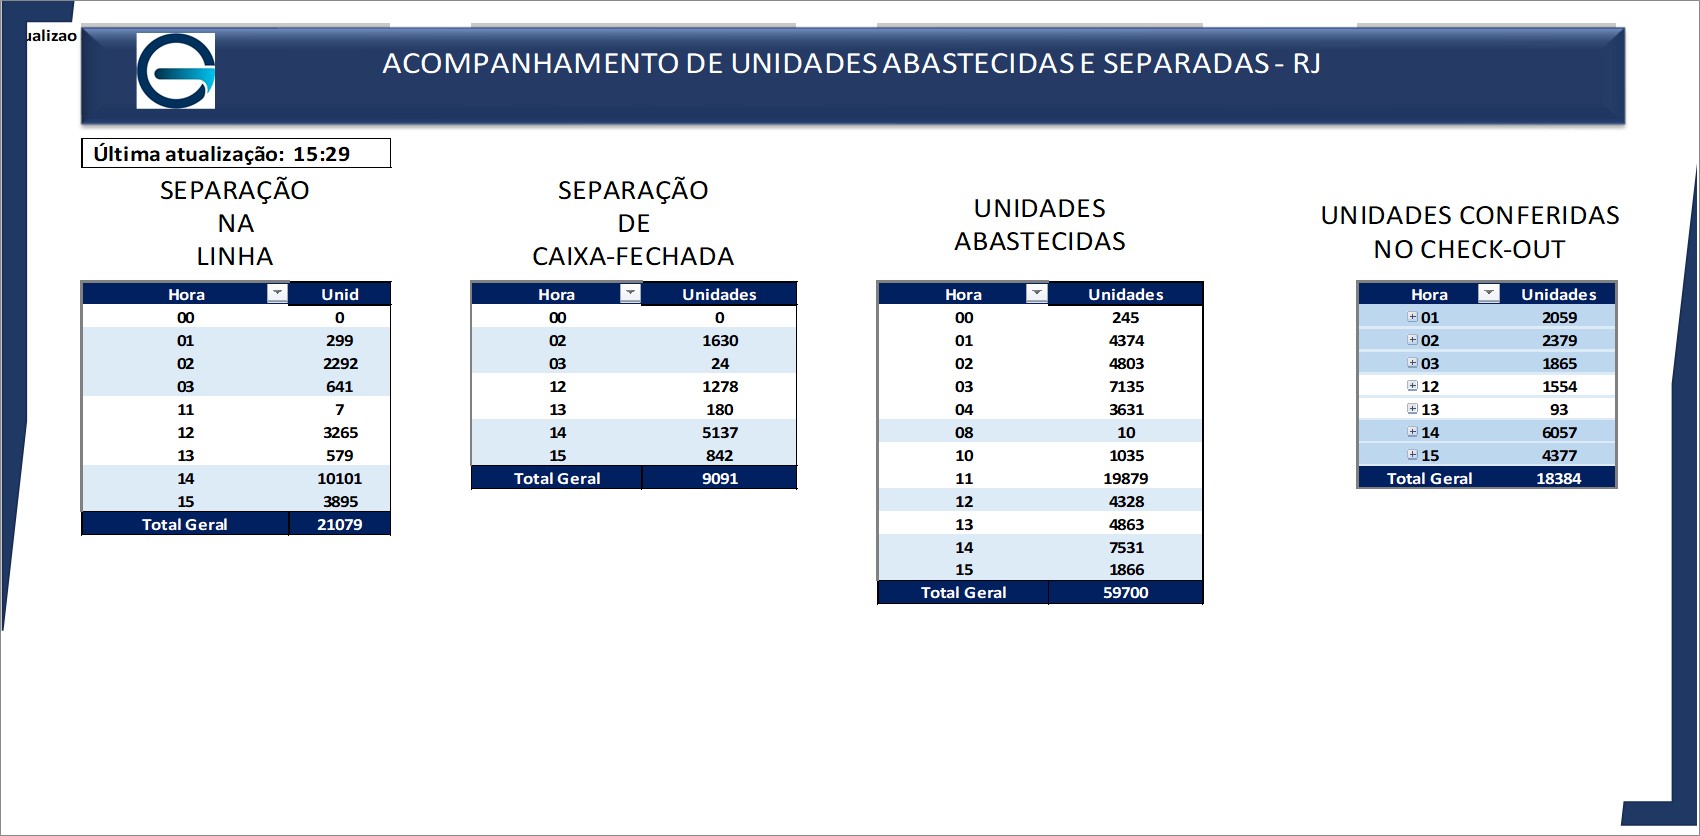 ualizao
ACOMPANHAMENTO DE UNIDADES ABASTECIDAS E SEPARADAS - RJ
Última atualização: 15:29
SEPARAÇÃO
NA
LINHA
Hora Unid
00 0
01 299
02 2292
03 641
11 7
12 3265
13 579
14 10101
15 3895
Total Geral 21079
SEPARAÇÃO
DE
CAIXA-FECHADA
Hora Unidades
00 0
02 1630
03 24
12 1278
13 180
14 5137
15 842
Total Geral 9091
UNIDADES
ABASTECIDAS
Hora Unidades
00 245
01 4374
02 4803
03 7135
04 3631
08 10
10 1035
11 19879
12 4328
13 4863
14 7531
15 1866
Total Geral 59700
UNIDADES CONFERIDAS
NO CHECK-OUT
Hora Unidades
01 2059
02 2379
03 1865
12 1554
13 93
14 6057
15 4377
Total Geral 18384